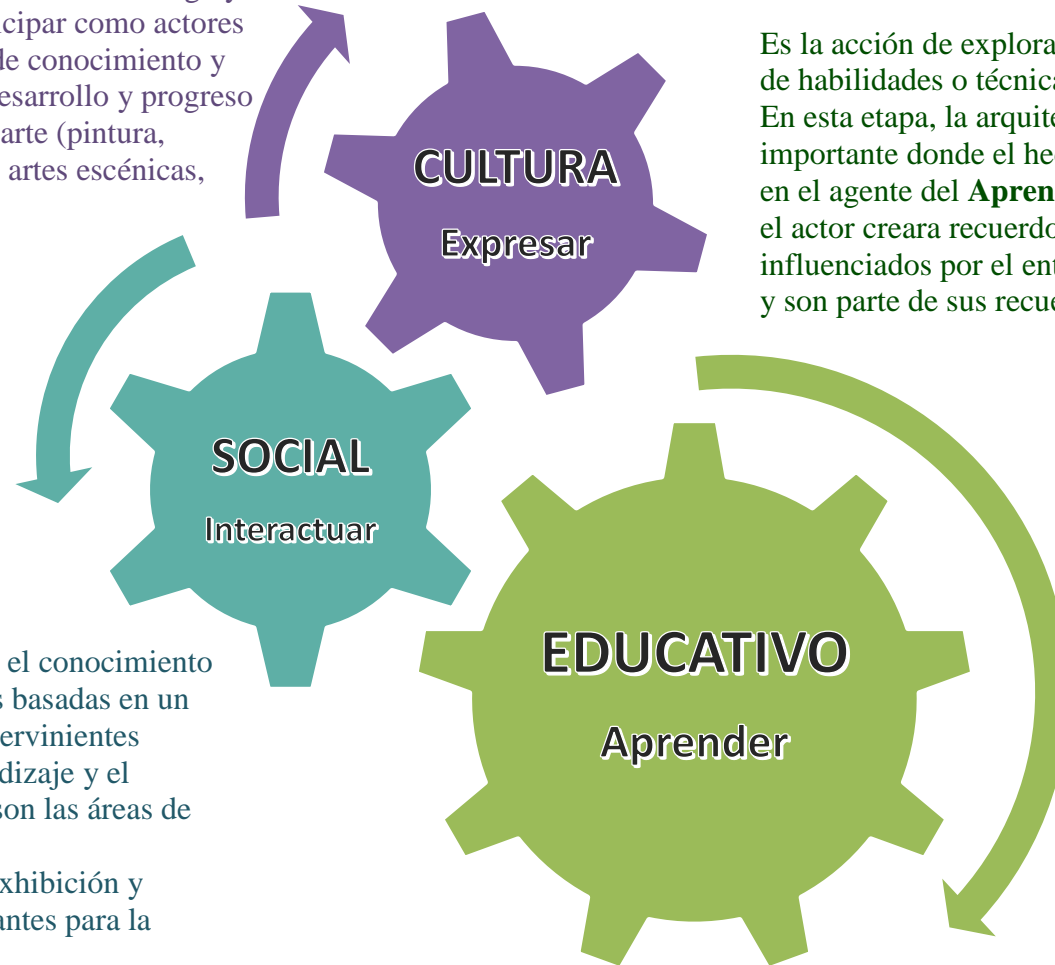 cipar como actores
de conocimiento y
esarrollo y progreso
arte (pintura,
artes escénicas,
CULTURA
Expresar
Es la acción de explora
de habilidades o técnica
En esta etapa, la arquite
importante donde el hec
en el agente del Apren
el actor creara recuerdo
influenciados por el ent
y son parte de sus recue
SOCIAL
Interactuar
EDUCATIVO
Aprender
el conocimiento
s basadas en un
ervinientes
dizaje y el
son las áreas de
xhibición y
antes para la